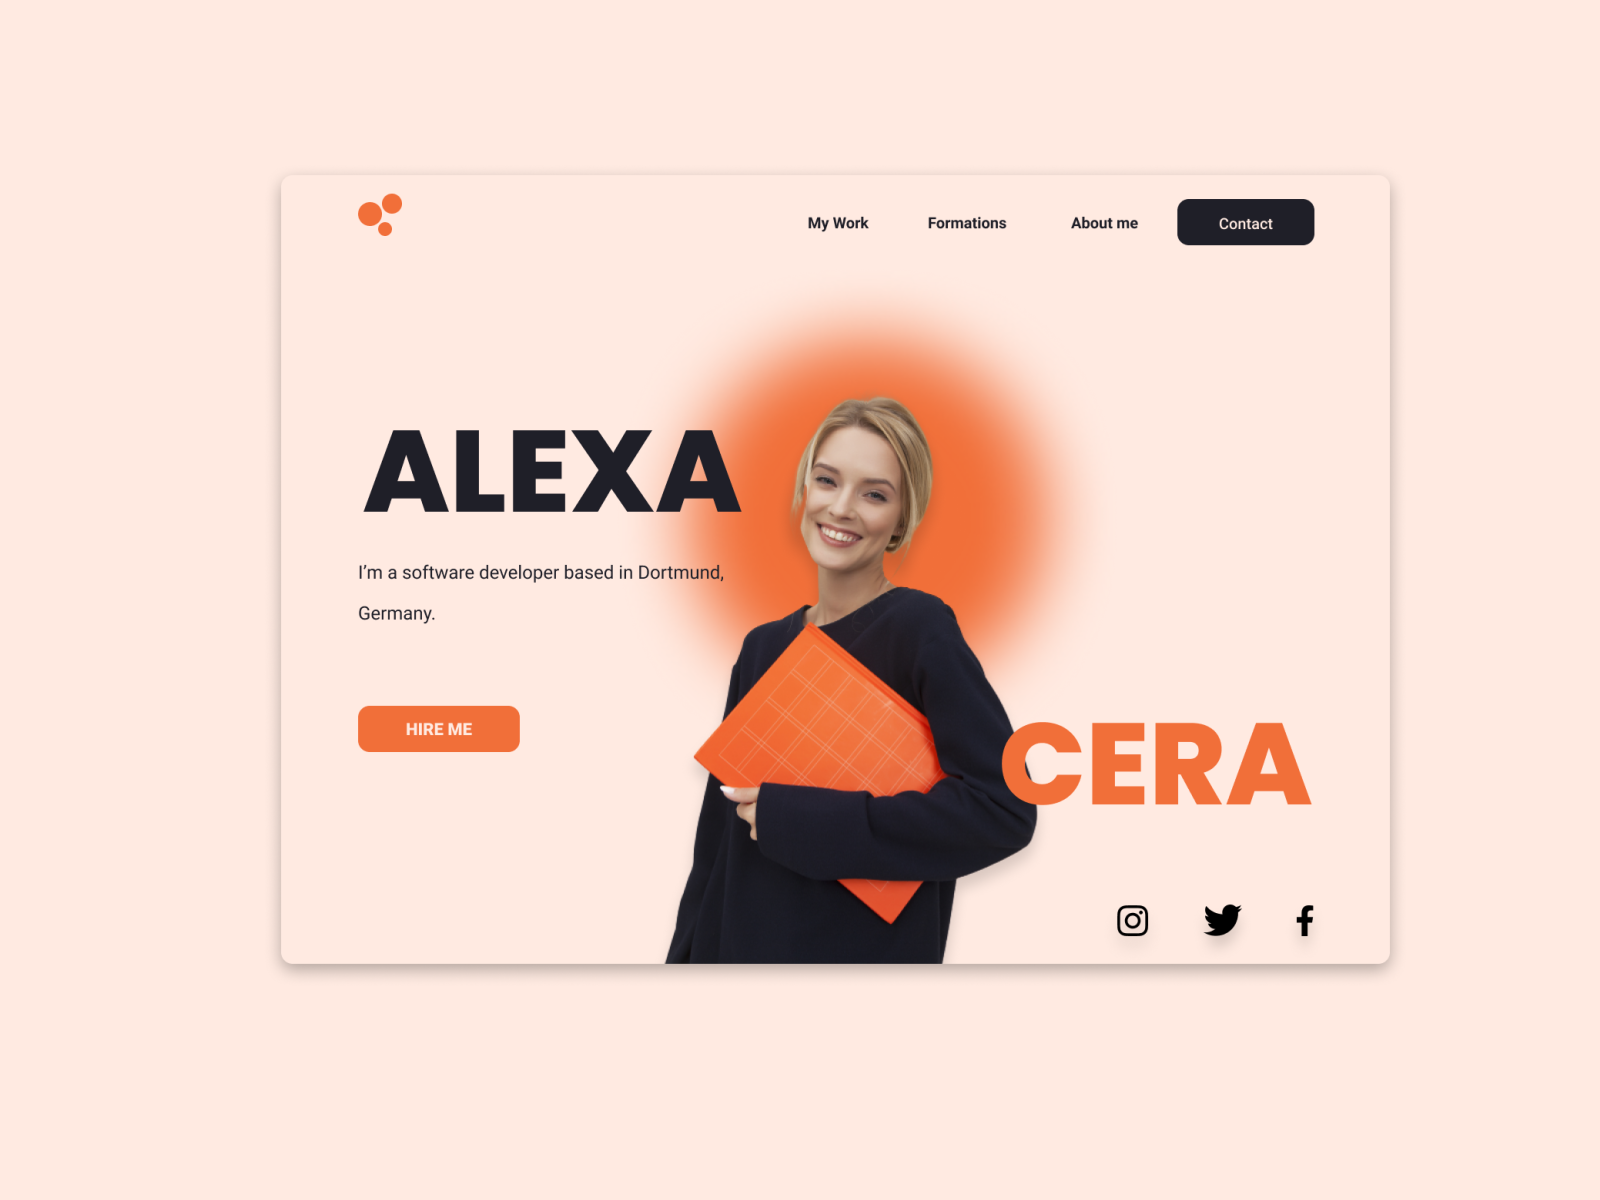 My Work
Formations
About me
Contact
ALEXA
I’m a software developer based in Dortmund,
Germany.
HIRE ME
CERA